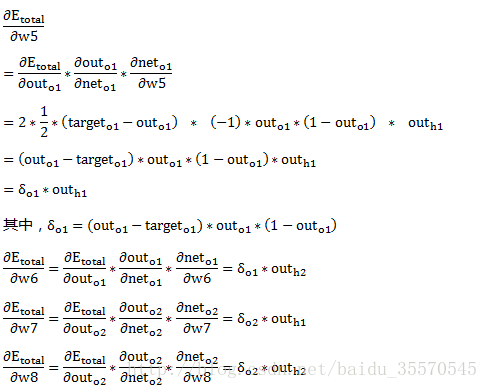 ∂E_total/∂w5
= ∂E_total/∂out_o1 * ∂out_o1/∂net_o1 * ∂net_o1/∂w5
= 2 * 1/2 * (target_o1 − out_o1) * (−1) * out_o1 * (1 − out_o1) * out_h1
= (out_o1 − target_o1) * out_o1 * (1 − out_o1) * out_h1
= δ_o1 * out_h1
其中，δ_o1 = (out_o1 − target_o1) * out_o1 * (1 − out_o1)
∂E_total/∂w6 = ∂E_total/∂out_o1 * ∂out_o1/∂net_o1 * ∂net_o1/∂w6 = δ_o1 * out_h2
∂E_total/∂w7 = ∂E_total/∂out_o2 * ∂out_o2/∂net_o2 * ∂net_o2/∂w7 = δ_o2 * out_h1
∂E_total/∂w8 = ∂E_total/∂out_o2 * ∂out_o2/∂net_o2 * ∂net_o2/∂w8 = δ_o2 * out_h2
http://blog.csdn.net/baidu_35570545